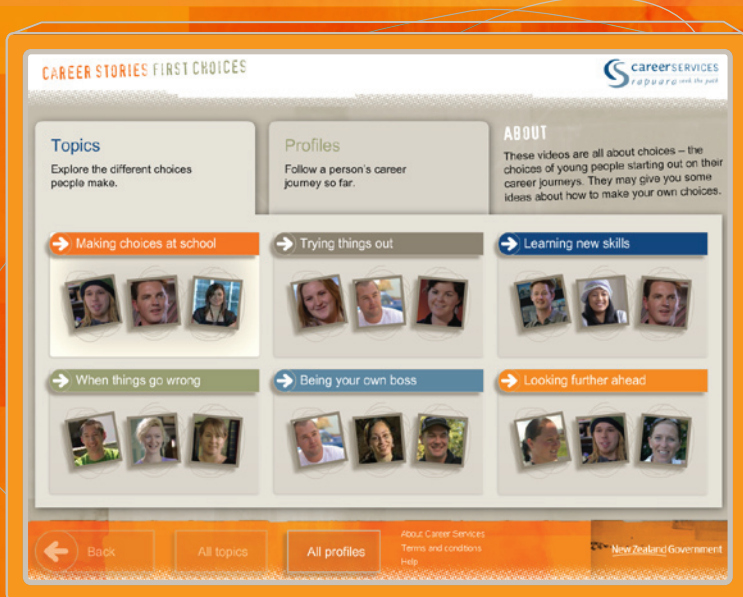 CAREER STORIES FIRST CHOICES
careerSERVICES
rapuara seek the path
Topics
Explore the different choices
people make.
Profiles
Follow a person's career
journey so far.
ABOUT
These videos are all about choices – the
choices of young people starting out on their
career journeys. They may give you some
ideas about how to make your own choices.
Making choices at school
Trying things out
Learning new skills
When things go wrong
Being your own boss
Looking further ahead
Back
All topics
All profiles
About Career Services
Terms and conditions
Help
New Zealand Government